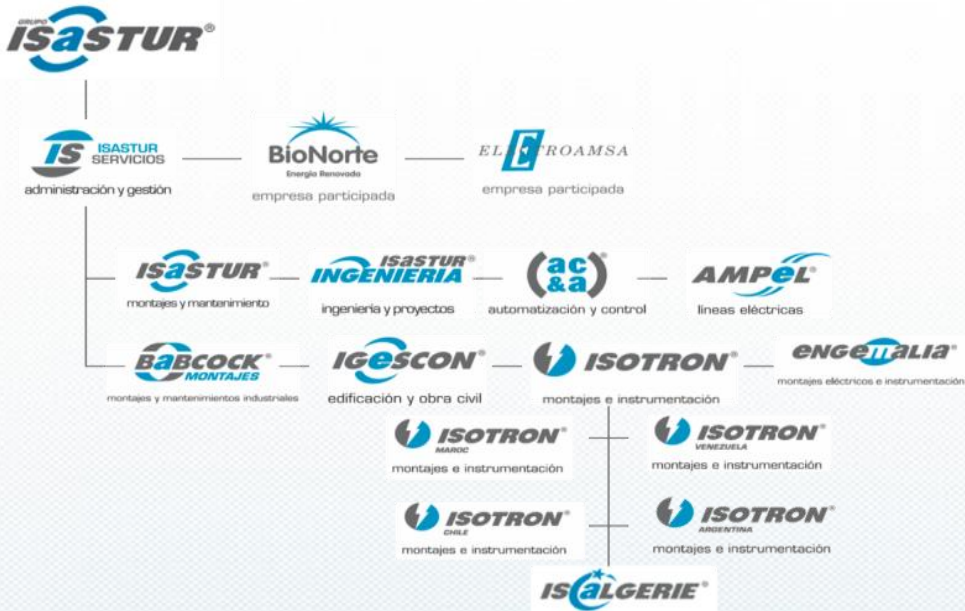 GRUPO
ISASTUR®
IS ISASTUR
SERVICIOS
administración y gestión
BioNorte
Energía Renovada
empresa participada
ELEKTROAMSA
empresa participada
ISASTUR®
montajes y mantenimiento
ISASTUR®
INGENIERIA
ingeniería y proyectos
(ac&a)®
automatización y control
AMPEL®
líneas eléctricas
BABCOCK®
MONTAJES
montajes y mantenimientos industriales
IGESCON®
edificación y obra civil
ISOTRON®
montajes e instrumentación
ENGEMALIA®
montajes eléctricos e instrumentación
ISOTRON®
MAROC
montajes e instrumentación
ISOTRON®
VENEZUELA
montajes e instrumentación
ISOTRON®
CHILE
montajes e instrumentación
ISOTRON®
ARGENTINA
montajes e instrumentación
ISALGERIE®